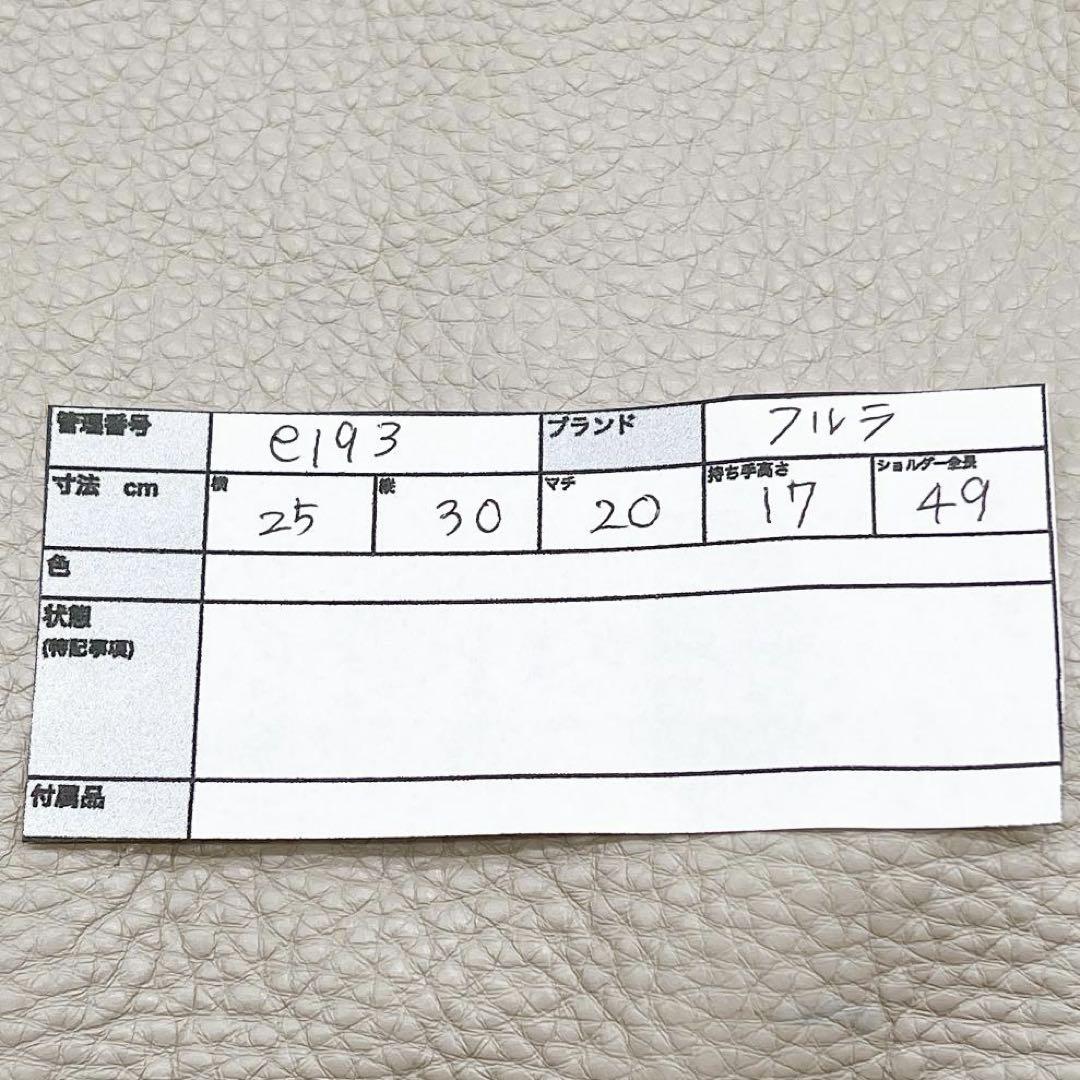 管理番号 e193 ブランド フルラ
寸法 cm 横 25 縦 30 マチ 20 持ち手高さ 17 ショルダー全長 49
色
状態
(特記事項)
付属品